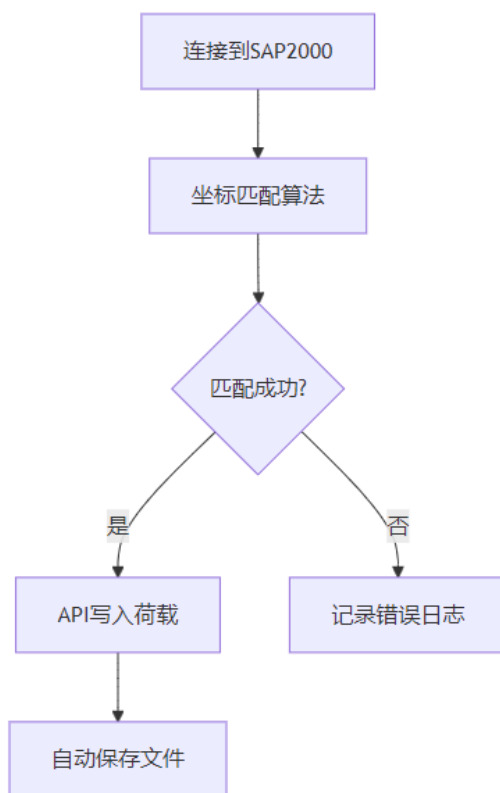 连接到SAP2000
坐标匹配算法
匹配成功?
是
否
API写入荷载
记录错误日志
自动保存文件